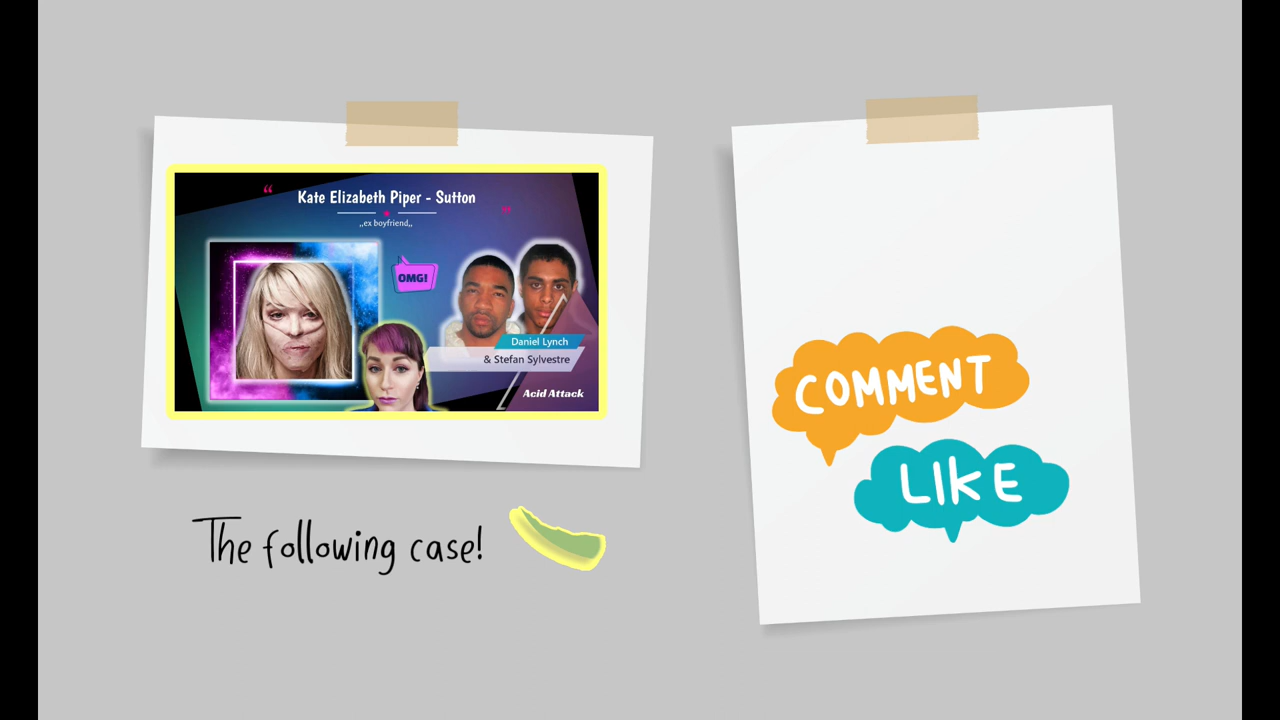 “
Kate Elizabeth Piper - Sutton
”
,,ex boyfriend,,
OMG!
Daniel Lynch
& Stefan Sylvestre
Acid Attack
The following case!
COMMENT
LIKE